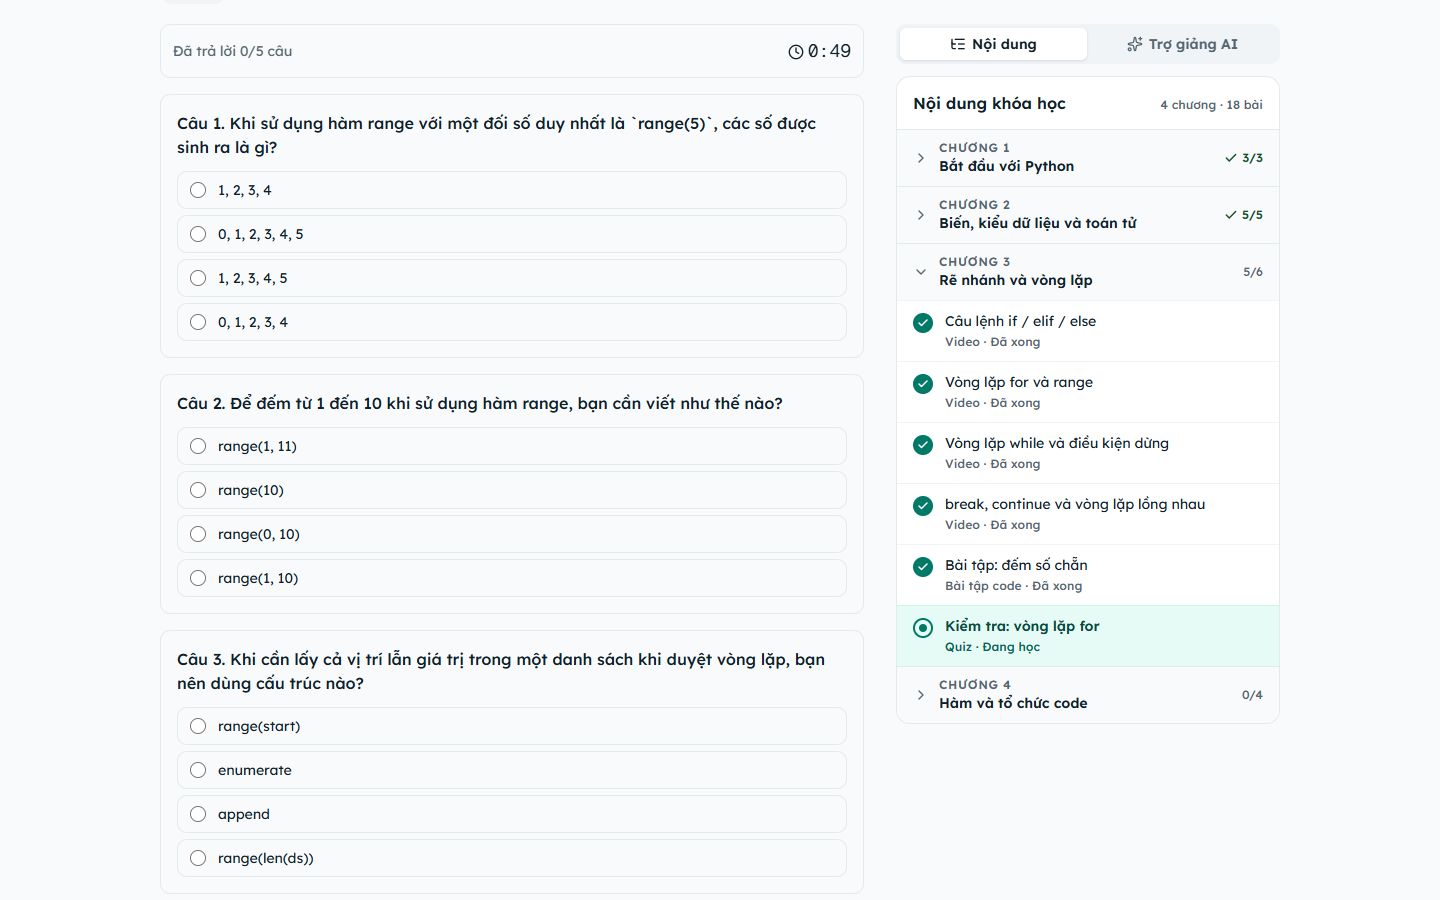 Đã trả lời 0/5 câu
0:49
Câu 1. Khi sử dụng hàm range với một đối số duy nhất là `range(5)`, các số được
sinh ra là gì?
1, 2, 3, 4
0, 1, 2, 3, 4, 5
1, 2, 3, 4, 5
0, 1, 2, 3, 4
Câu 2. Để đếm từ 1 đến 10 khi sử dụng hàm range, bạn cần viết như thế nào?
range(1, 11)
range(10)
range(0, 10)
range(1, 10)
Câu 3. Khi cần lấy cả vị trí lẫn giá trị trong một danh sách khi duyệt vòng lặp, bạn
nên dùng cấu trúc nào?
range(start)
enumerate
append
range(len(ds))
Nội dung
Trợ giảng AI
Nội dung khóa học
4 chương · 18 bài
CHƯƠNG 1
Bắt đầu với Python
3/3
CHƯƠNG 2
Biến, kiểu dữ liệu và toán tử
5/5
CHƯƠNG 3
Rẽ nhánh và vòng lặp
5/6
Câu lệnh if / elif / else
Video · Đã xong
Vòng lặp for và range
Video · Đã xong
Vòng lặp while và điều kiện dừng
Video · Đã xong
break, continue và vòng lặp lồng nhau
Video · Đã xong
Bài tập: đếm số chẵn
Bài tập code · Đã xong
Kiểm tra: vòng lặp for
Quiz · Đang học
CHƯƠNG 4
Hàm và tổ chức code
0/4